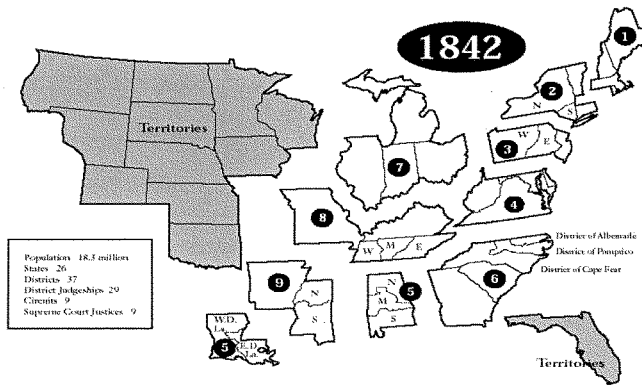 1842
1
2
N
S
W
3
E
Territories
7
4
8
W
M
E
District of Albemarle
District of Pomprico
District of Cape Fear
Population 18.3 million
States 26
Districts 37
District Judgeships 29
Circuits 9
Supreme Court Justices 9
9
N
S
N
M
S
5
6
W.D.
La.
5
E.D.
La.
Territories